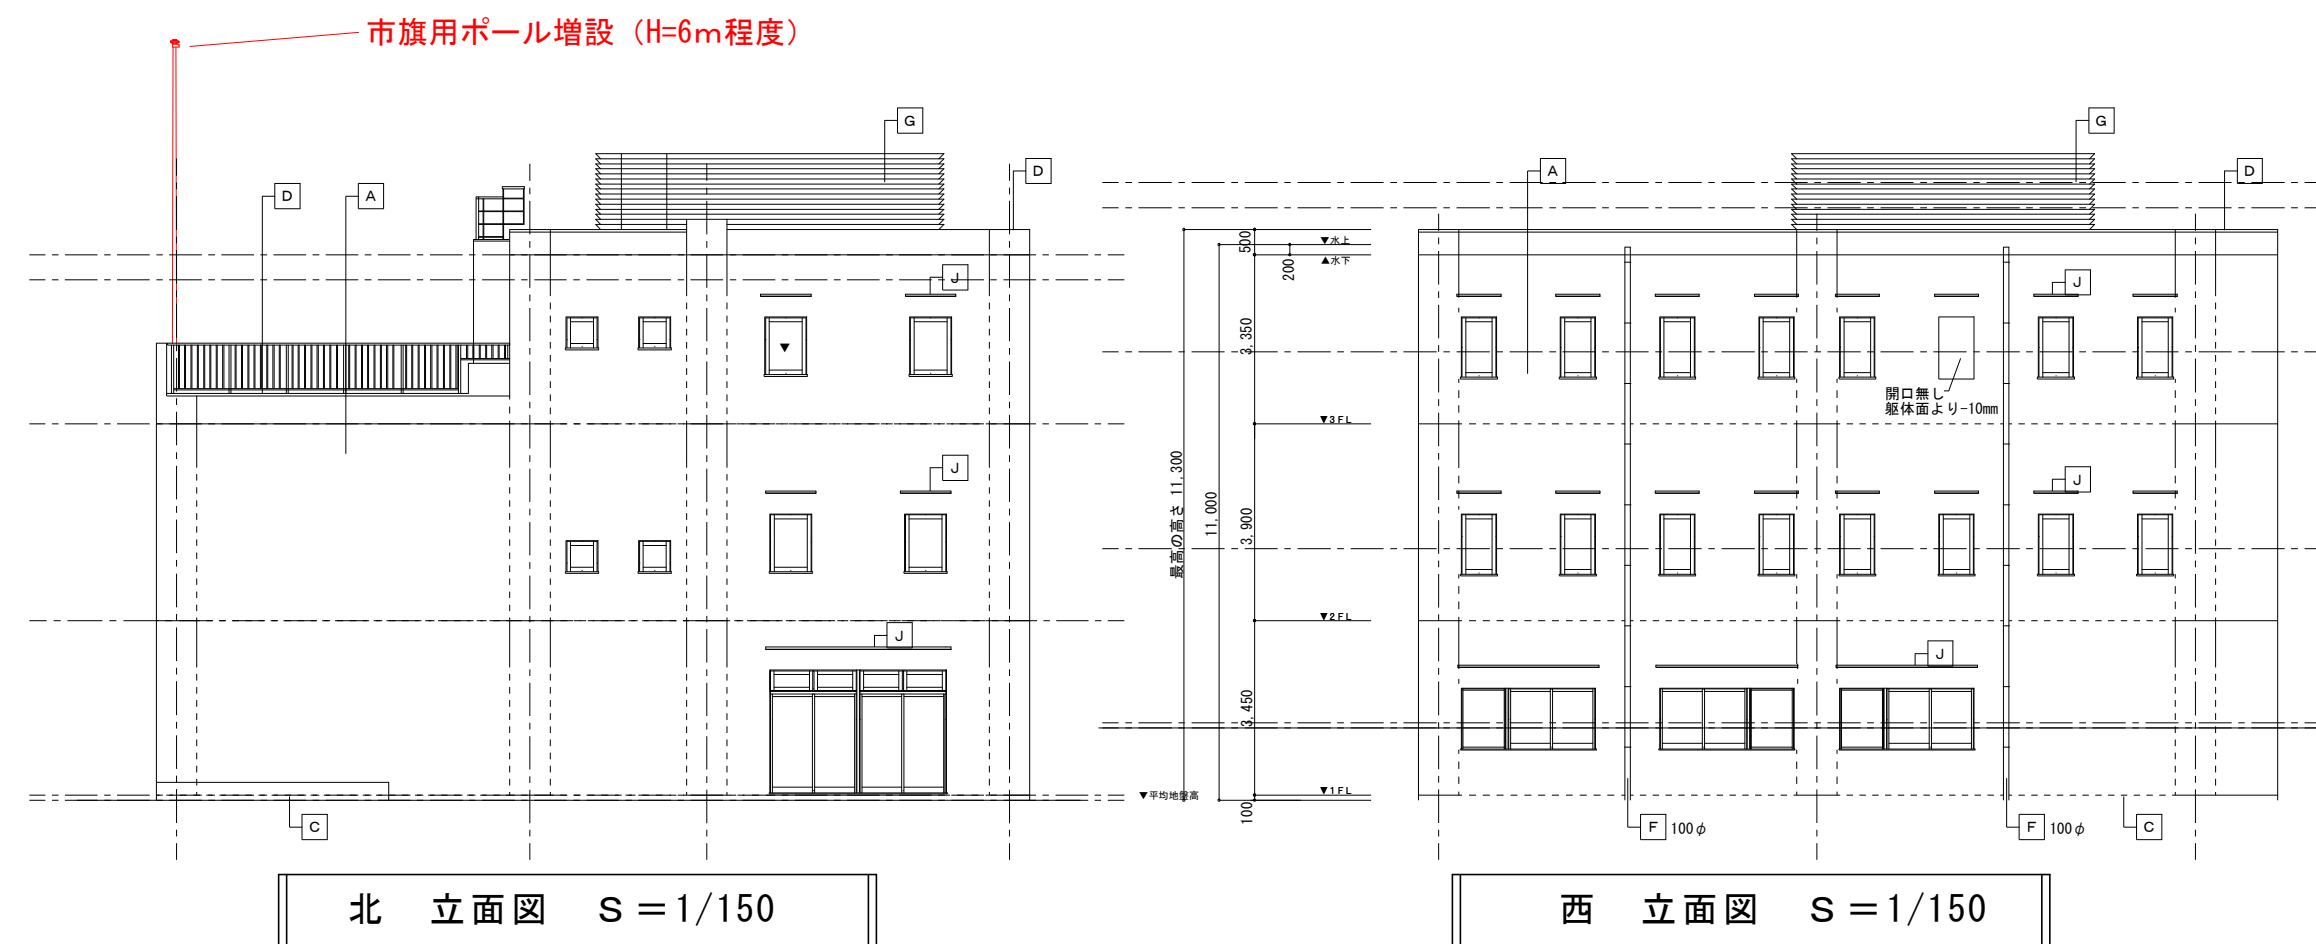 市旗用ポール増設（H=6m程度）
G
D
D
A
J
J
J
C
北　立面図　S＝1/150
G
A
D
▼水上
▲水下
500
200
3,350
▼3FL
最高の高さ 11,300
11,000
3,900
▼2FL
3,450
▼平均地盤高
▼1FL
100
J
開口無し
躯体面より-10mm
J
J
F 100φ
F 100φ
C
西　立面図　S＝1/150